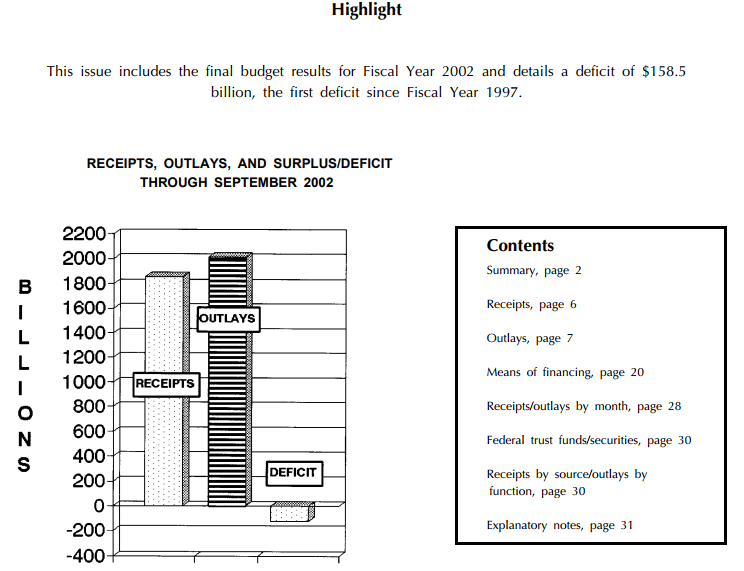 Highlight
This issue includes the final budget results for Fiscal Year 2002 and details a deficit of $158.5
billion, the first deficit since Fiscal Year 1997.
RECEIPTS, OUTLAYS, AND SURPLUS/DEFICIT
THROUGH SEPTEMBER 2002
BILLIONS
2200
2000
1800
1600
1400
1200
1000
800
600
400
200
0
-200
-400
OUTLAYS
RECEIPTS
DEFICIT
Contents
Summary, page 2
Receipts, page 6
Outlays, page 7
Means of financing, page 20
Receipts/outlays by month, page 28
Federal trust funds/securities, page 30
Receipts by source/outlays by
function, page 30
Explanatory notes, page 31